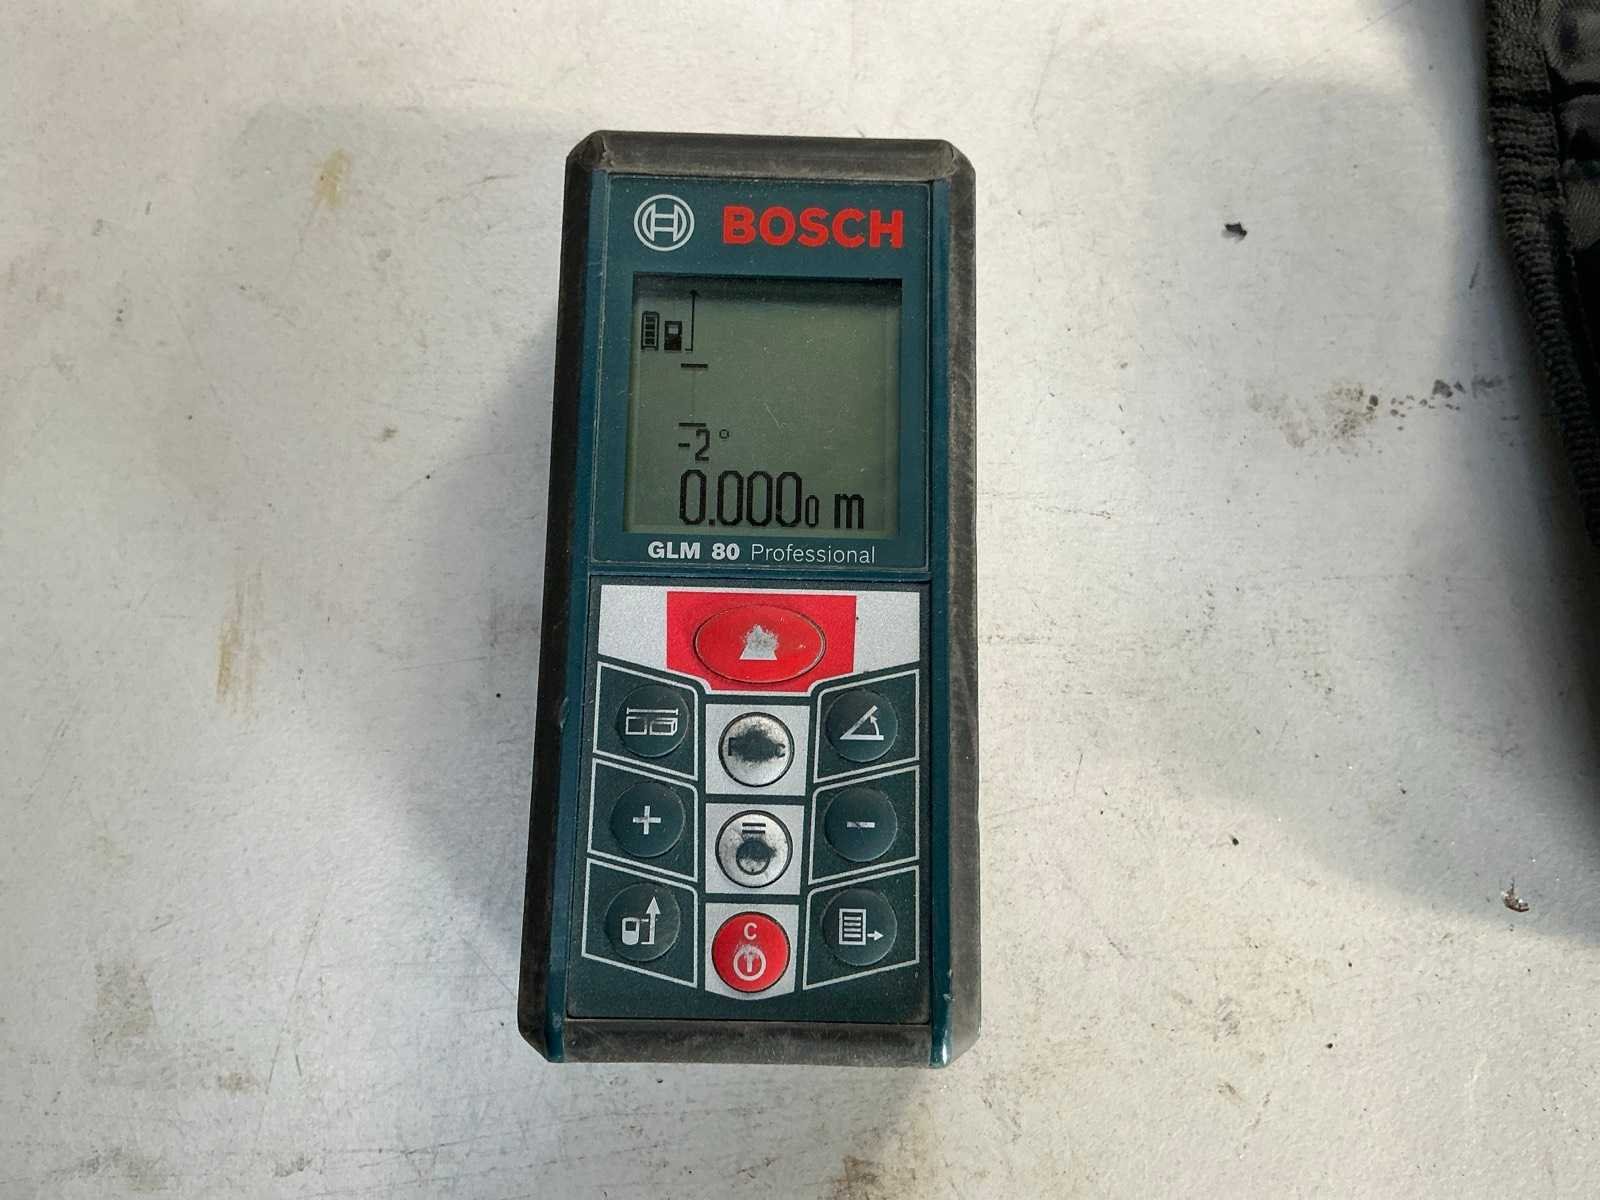 BOSCH
-2°
0.0000 m
GLM 80 Professional
+
-
C